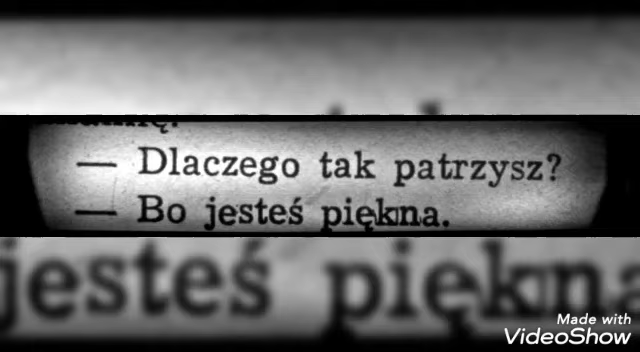 — Dlaczego tak patrzysz?
— Bo jesteś piękna.
jesteś piękna
Made with
VideoShow